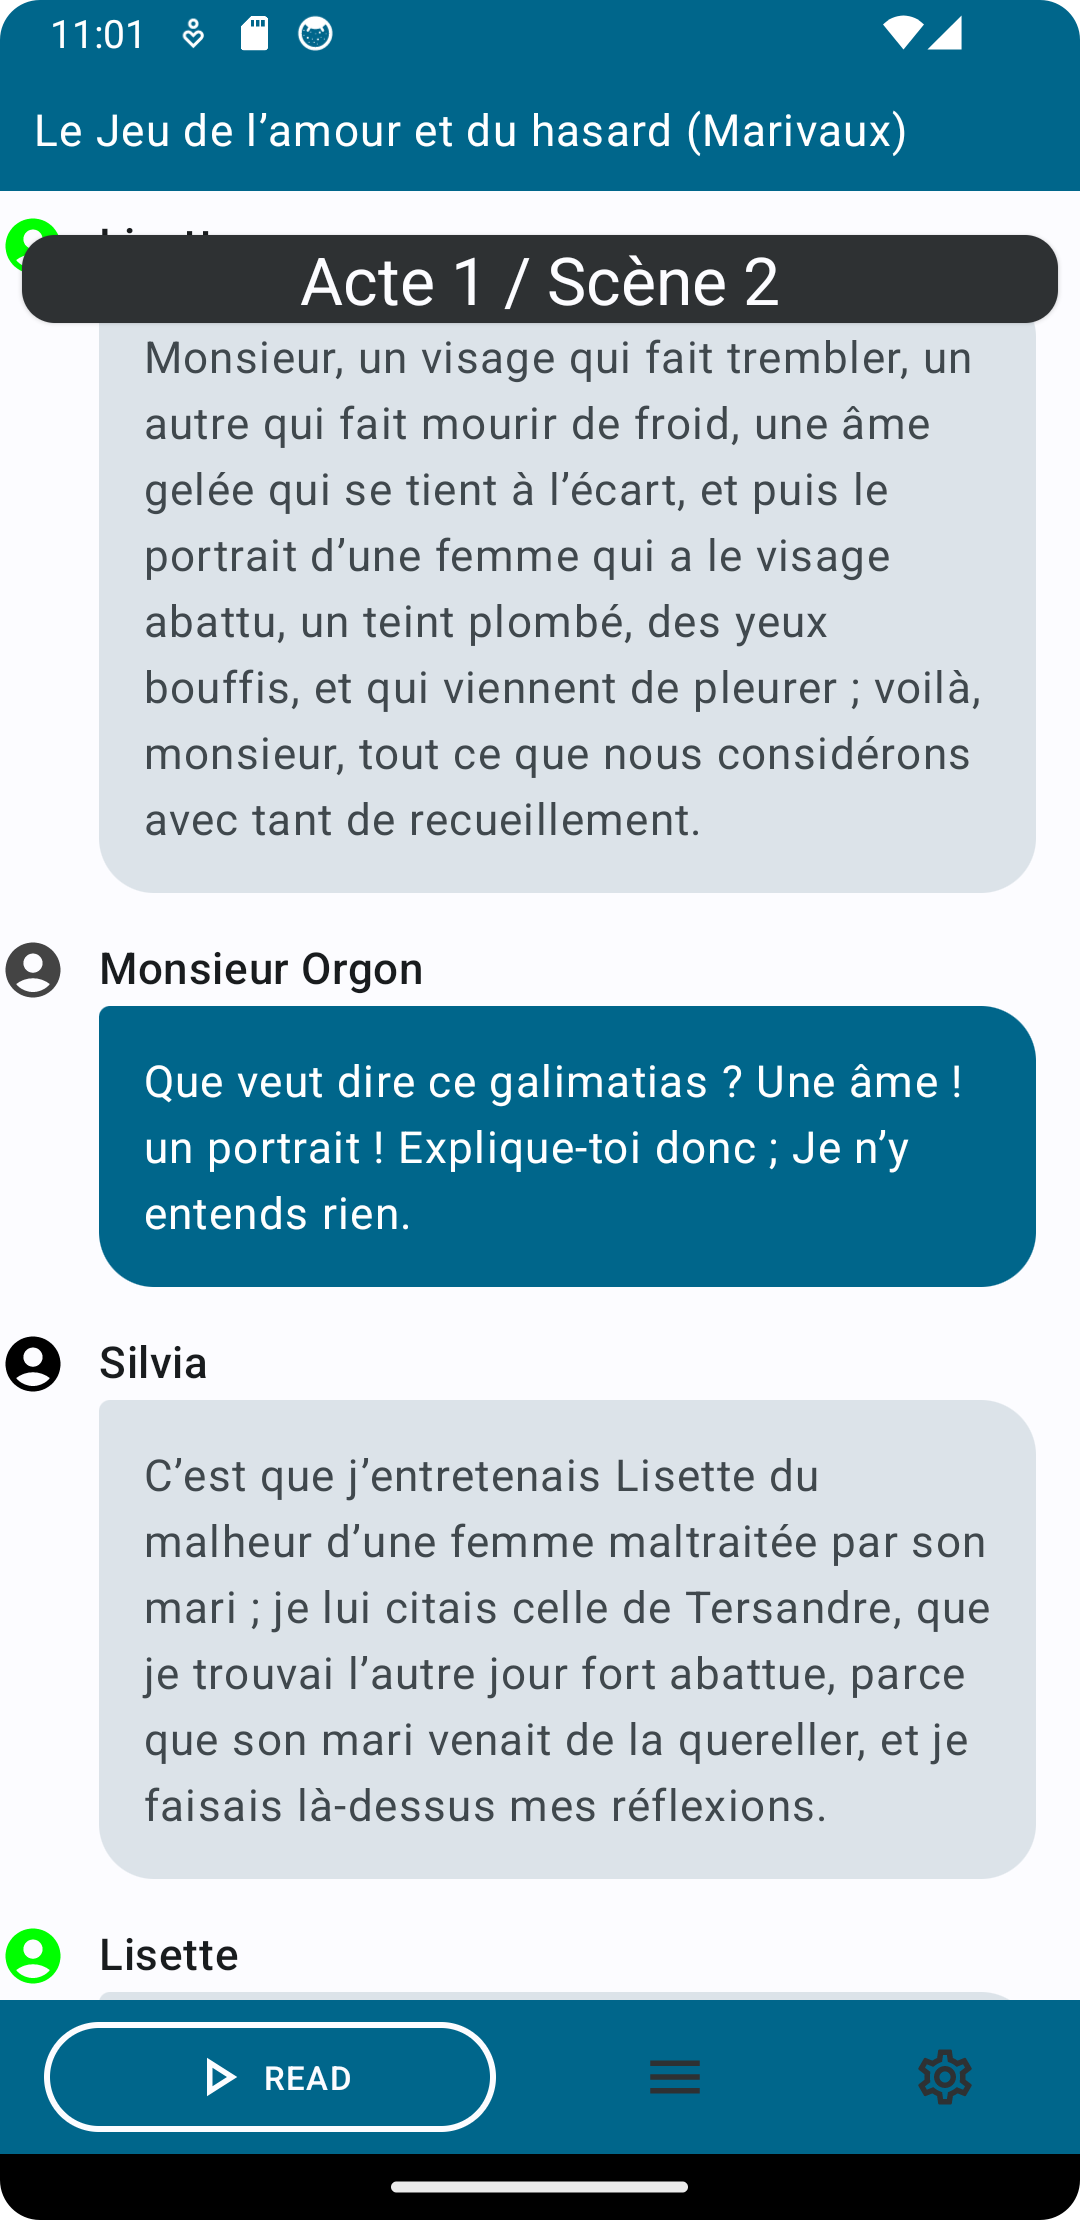 11:01
Le Jeu de l’amour et du hasard (Marivaux)
Acte 1 / Scène 2
Monsieur, un visage qui fait trembler, un
autre qui fait mourir de froid, une âme
gelée qui se tient à l’écart, et puis le
portrait d’une femme qui a le visage
abattu, un teint plombé, des yeux
bouffis, et qui viennent de pleurer ; voilà,
monsieur, tout ce que nous considérons
avec tant de recueillement.
Monsieur Orgon
Que veut dire ce galimatias ? Une âme !
un portrait ! Explique-toi donc ; Je n’y
entends rien.
Silvia
C’est que j’entretenais Lisette du
malheur d’une femme maltraitée par son
mari ; je lui citais celle de Tersandre, que
je trouvai l’autre jour fort abattue, parce
que son mari venait de la quereller, et je
faisais là-dessus mes réflexions.
Lisette
READ